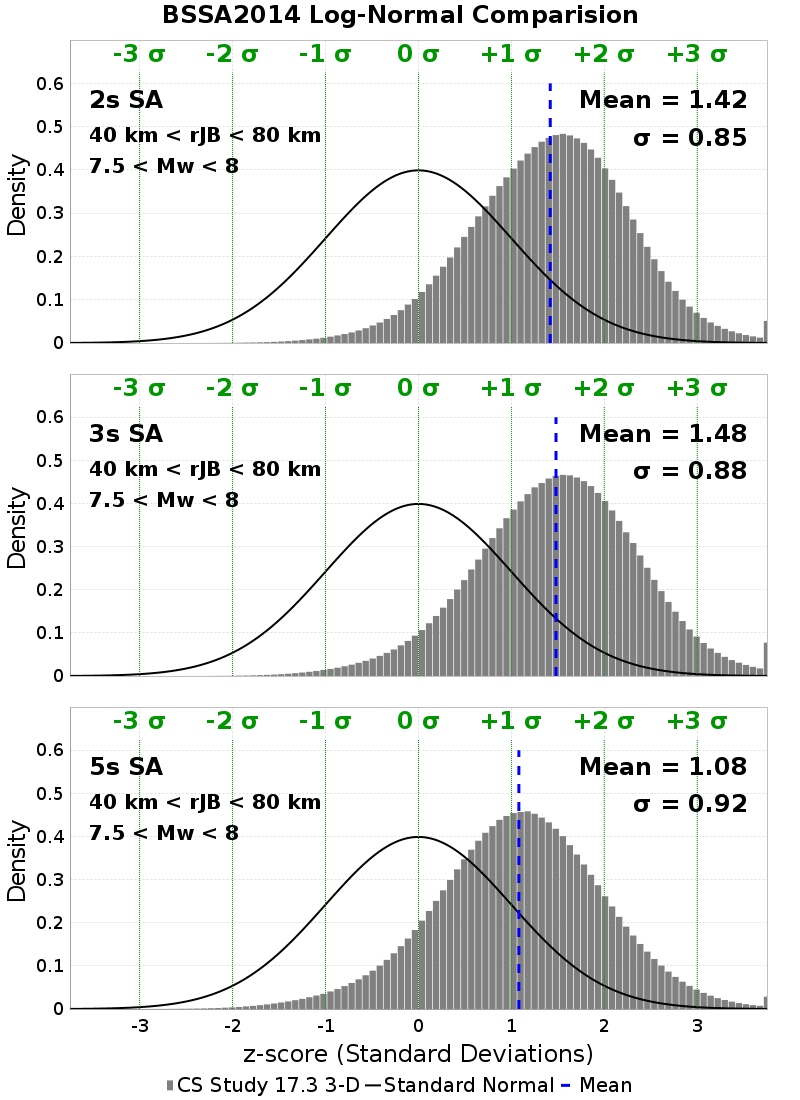 BSSA2014 Log-Normal Comparision
-3 σ -2 σ -1 σ 0 σ +1 σ +2 σ +3 σ
0.6
2s SA Mean = 1.42
0.5
40 km < rJB < 80 km σ = 0.85
7.5 < Mw < 8
0.4
Density
0.3
0.2
0.1
0
-3 σ -2 σ -1 σ 0 σ +1 σ +2 σ +3 σ
0.6
3s SA Mean = 1.48
0.5
40 km < rJB < 80 km σ = 0.88
7.5 < Mw < 8
0.4
Density
0.3
0.2
0.1
0
-3 σ -2 σ -1 σ 0 σ +1 σ +2 σ +3 σ
0.6
5s SA Mean = 1.08
0.5
40 km < rJB < 80 km σ = 0.92
7.5 < Mw < 8
0.4
Density
0.3
0.2
0.1
0
-3 -2 -1 0 1 2 3
z-score (Standard Deviations)
CS Study 17.3 3-D Standard Normal Mean